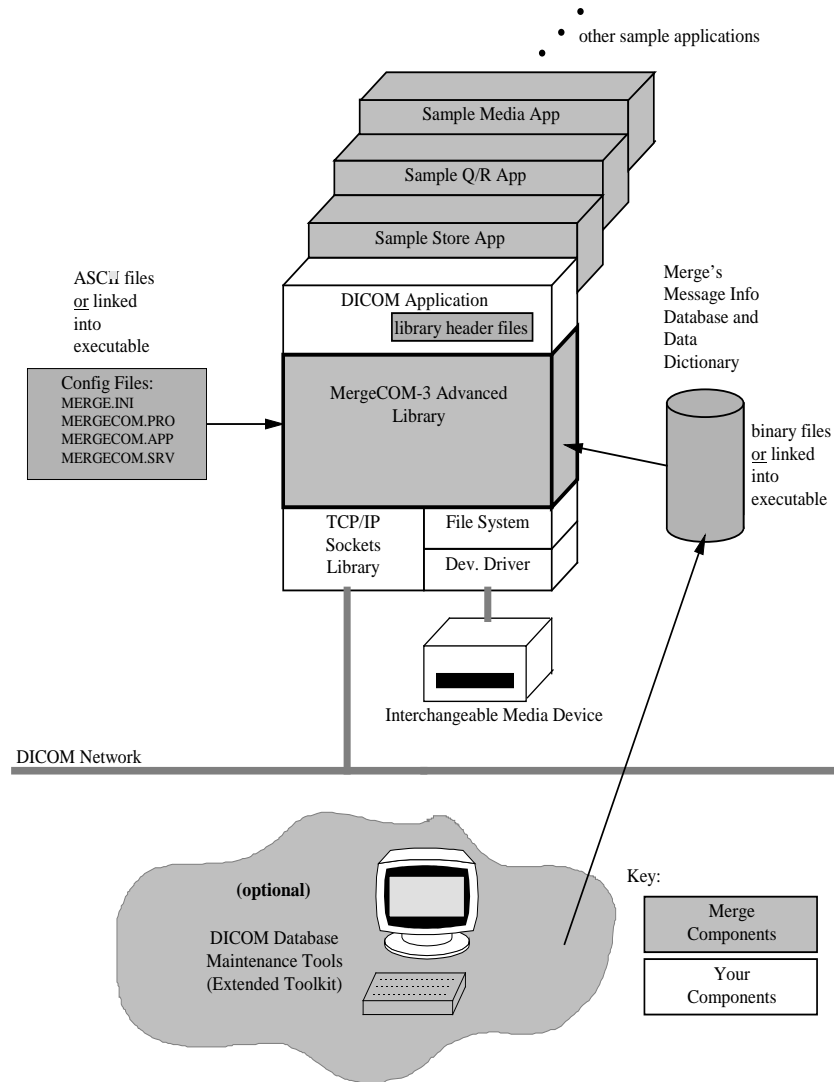 other sample applications
Sample Media App
Sample Q/R App
Sample Store App
ASCII files
or linked
into
executable
DICOM Application
library header files
Merge's
Message Info
Database and
Data
Dictionary
Config Files:
MERGE.INI
MERGECOM.PRO
MERGECOM.APP
MERGECOM.SRV
MergeCOM-3 Advanced
Library
binary files
or linked
into
executable
TCP/IP
Sockets
Library
File System
Dev. Driver
Interchangeable Media Device
DICOM Network
(optional)
DICOM Database
Maintenance Tools
(Extended Toolkit)
Key:
Merge
Components
Your
Components